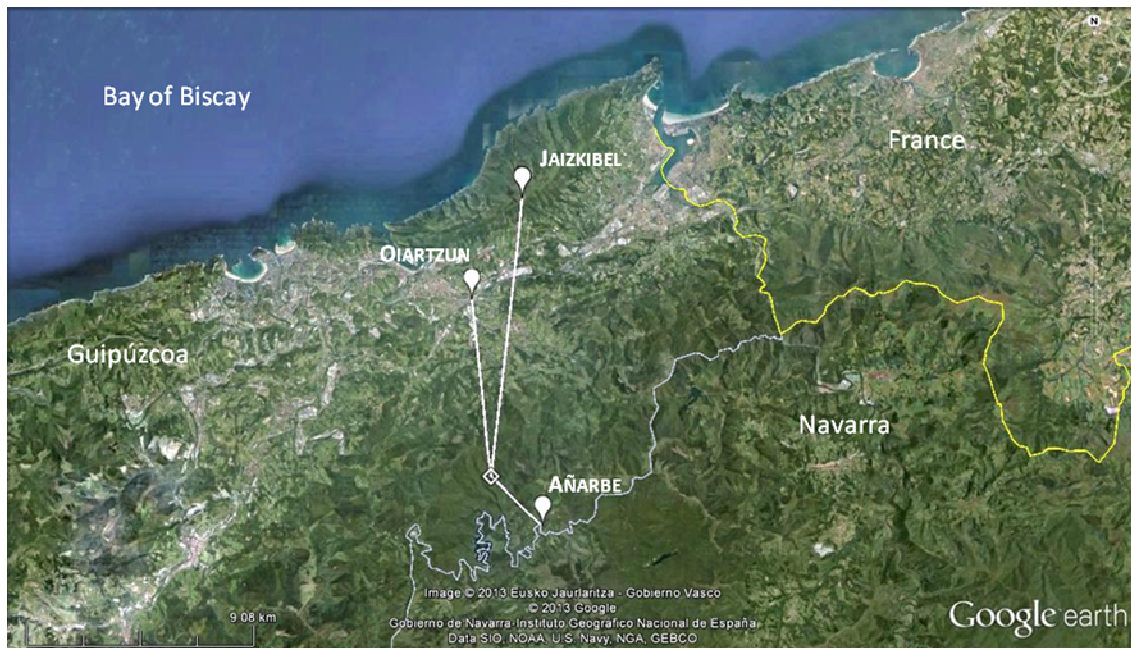 N
Bay of Biscay
France
JAIZKIBEL
OIARTZUN
Guipúzcoa
Navarra
AÑARBE
Image © 2013 Eusko Jaurlaritza - Gobierno Vasco
© 2013 Google
9.08 km
Gobierno de Navarra-Instituto Geográfico Nacional de España
Data SIO, NOAA, U.S. Navy, NGA, GEBCO
Google earth